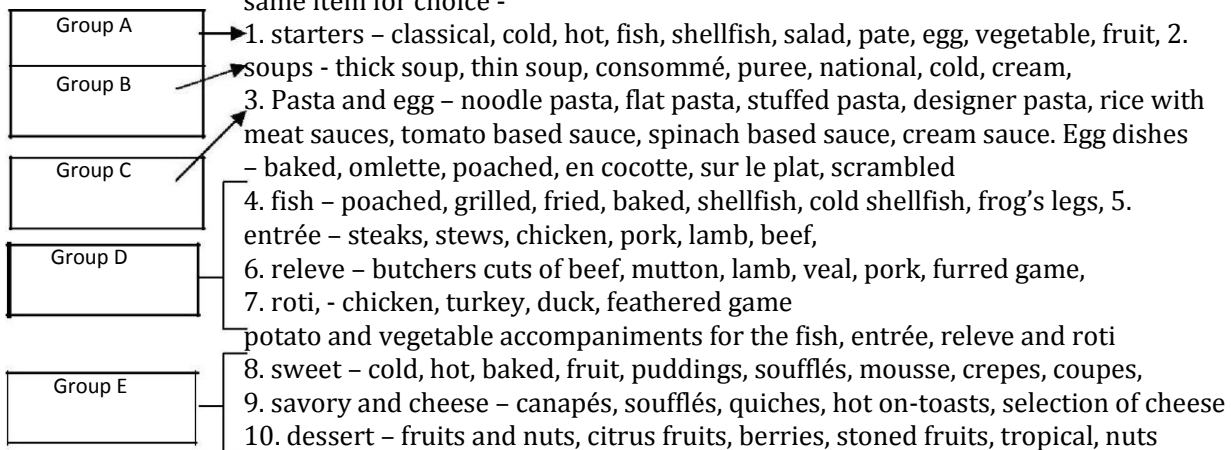 same item for choice -
Group A
1. starters – classical, cold, hot, fish, shellfish, salad, pate, egg, vegetable, fruit, 2.
soups - thick soup, thin soup, consommé, puree, national, cold, cream,
Group B
3. Pasta and egg – noodle pasta, flat pasta, stuffed pasta, designer pasta, rice with
meat sauces, tomato based sauce, spinach based sauce, cream sauce. Egg dishes
– baked, omlette, poached, en cocotte, sur le plat, scrambled
Group C
4. fish – poached, grilled, fried, baked, shellfish, cold shellfish, frog’s legs, 5.
entrée – steaks, stews, chicken, pork, lamb, beef,
Group D
6. releve – butchers cuts of beef, mutton, lamb, veal, pork, furred game,
7. roti, - chicken, turkey, duck, feathered game
potato and vegetable accompaniments for the fish, entrée, releve and roti
8. sweet – cold, hot, baked, fruit, puddings, soufflés, mousse, crepes, coupes,
Group E
9. savory and cheese – canapés, soufflés, quiches, hot on-toasts, selection of cheese
10. dessert – fruits and nuts, citrus fruits, berries, stoned fruits, tropical, nuts